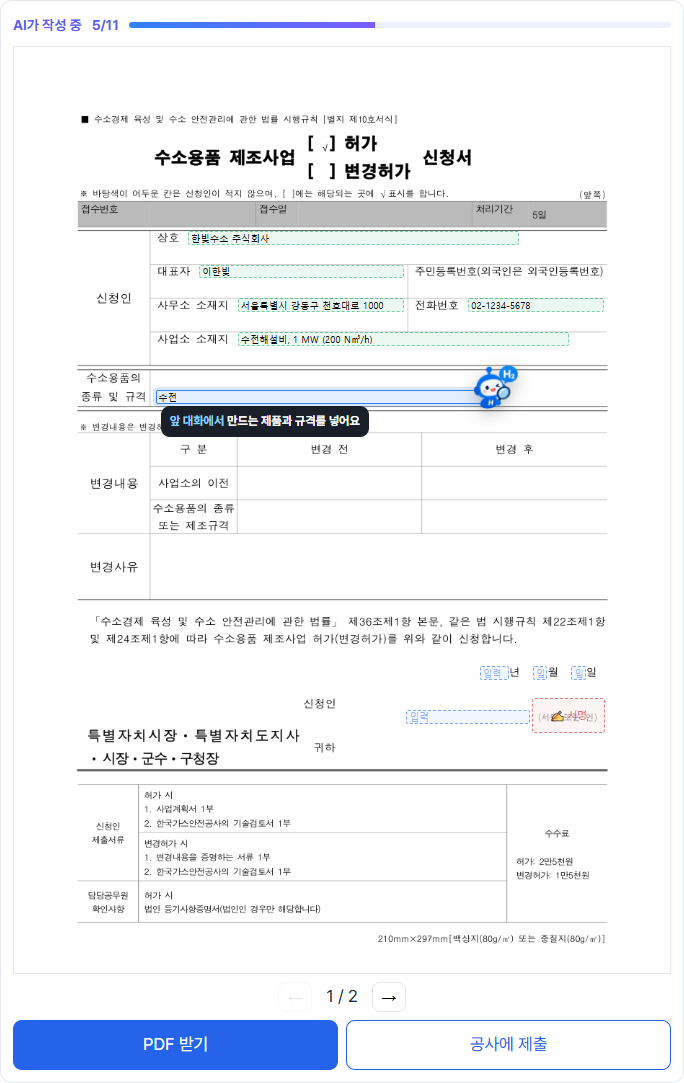 AI가 작성 중 5/11
■ 수소경제 육성 및 수소 안전관리에 관한 법률 시행규칙 [별지 제10호서식]
수소용품 제조사업 [ √] 허가 신청서
[ ] 변경허가
※ 바탕색이 어두운 칸은 신청인이 적지 않으며, [ ]에는 해당되는 곳에 √표시를 합니다. (앞쪽)
접수번호 접수일 처리기간 5일
신청인
상호 한빛수소 주식회사
대표자 이한빛 주민등록번호(외국인은 외국인등록번호)
사무소 소재지 서울특별시 강동구 천호대로 1000 전화번호 02-1234-5678
사업소 소재지 수전해설비, 1 MW (200 N㎥/h)
수소용품의
종류 및 규격 수전
H₂
H
앞 대화에서 만드는 제품과 규격을 넣어요
※ 변경내용은 변경허
구 분 변경 전 변경 후
변경내용
사업소의 이전
수소용품의 종류
또는 제조규격
변경사유
「수소경제 육성 및 수소 안전관리에 관한 법률」 제36조제1항 본문, 같은 법 시행규칙 제22조제1항
및 제24조제1항에 따라 수소용품 제조사업 허가(변경허가)를 위와 같이 신청합니다.
입력 년 입 월 입 일
신청인 입력 ✍ 서명
특별자치시장ㆍ특별자치도지사
ㆍ시장ㆍ군수ㆍ구청장 귀하
신청인
제출서류
허가 시
1. 사업계획서 1부
2. 한국가스안전공사의 기술검토서 1부
변경허가 시
1. 변경내용을 증명하는 서류 1부
2. 한국가스안전공사의 기술검토서 1부
수수료
허가: 2만5천원
변경허가: 1만5천원
담당공무원
확인사항
허가 시
법인 등기사항증명서(법인인 경우만 해당합니다)
210mm×297mm[백상지(80g/㎡) 또는 중질지(80g/㎡)]
← 1 / 2 →
PDF 받기 공사에 제출